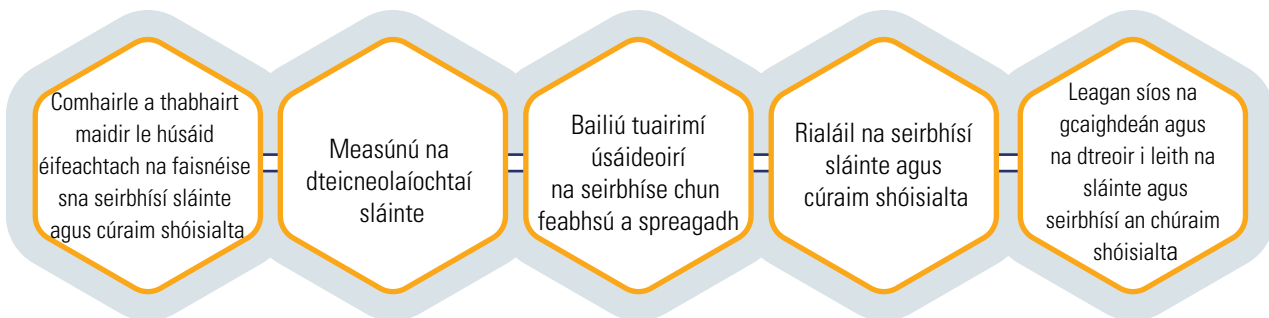 Comhairle a thabhairt
maidir le húsáid
éifeachtach na faisnéise
sna seirbhísí sláinte
agus cúraim shóisialta
Measúnú na
dteicneolaíochtaí
sláinte
Bailiú tuairimí
úsáideoirí
na seirbhíse chun
feabhsú a spreagadh
Rialáil na seirbhísí
sláinte agus
cúraim shóisialta
Leagan síos na
gcaighdeán agus
na dtreoir i leith na
sláinte agus
seirbhísí an chúraim
shóisialta